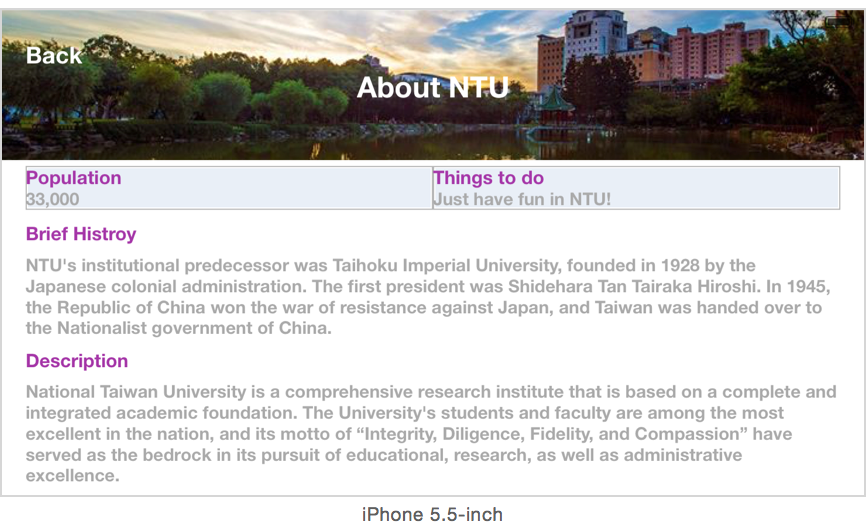 Back
About NTU
Population
Things to do
33,000
Just have fun in NTU!
Brief Histroy
NTU's institutional predecessor was Taihoku Imperial University, founded in 1928 by the
Japanese colonial administration. The first president was Shidehara Tan Tairaka Hiroshi. In 1945,
the Republic of China won the war of resistance against Japan, and Taiwan was handed over to
the Nationalist government of China.
Description
National Taiwan University is a comprehensive research institute that is based on a complete and
integrated academic foundation. The University's students and faculty are among the most
excellent in the nation, and its motto of “Integrity, Diligence, Fidelity, and Compassion” have
served as the bedrock in its pursuit of educational, research, as well as administrative
excellence.
iPhone 5.5-inch